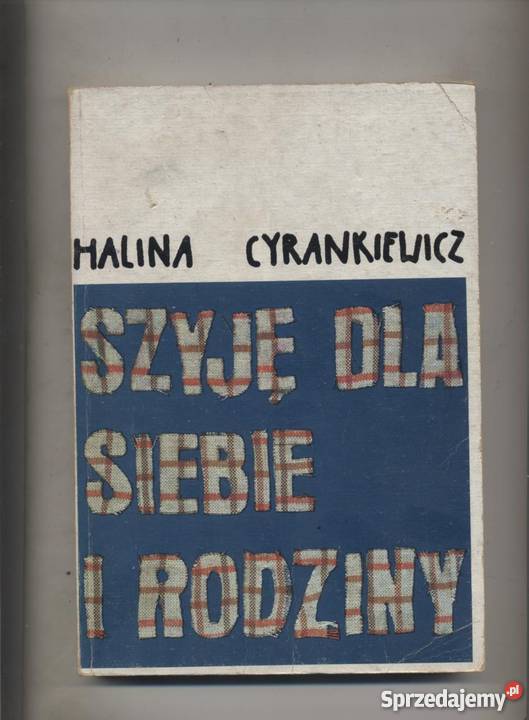 HALINA CYRANKIEWICZ
SZYJĘ DLA
SIEBIE
I RODZINY
Sprzedajemy.pl